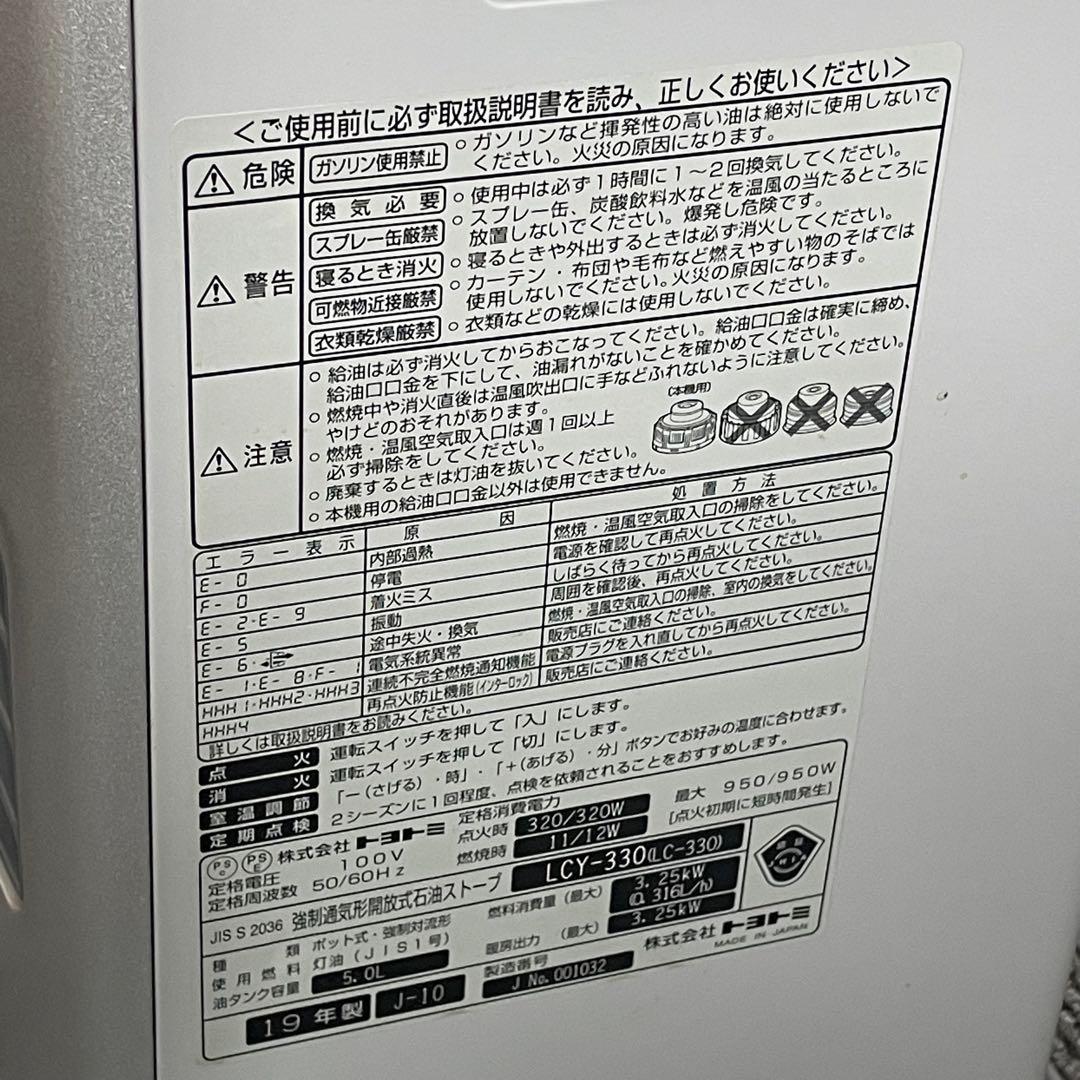 ＜ご使用前に必ず取扱説明書を読み、正しくお使いください＞
危険
ガソリン使用禁止
○ガソリンなど揮発性の高い油は絶対に使用しないで
ください。火災の原因になります。
警告
換気必要
スプレー缶厳禁
寝るとき消火
可燃物近接厳禁
衣類乾燥厳禁
○使用中は必ず1時間に1～2回換気してください。
○スプレー缶、炭酸飲料水などを温風の当たるところに
放置しないでください。爆発し危険です。
○寝るときや外出するときは必ず消火してください。
○カーテン・布団や毛布など燃えやすい物のそばでは
使用しないでください。火災の原因になります。
○衣類などの乾燥には使用しないでください。
注意
○給油は必ず消火してからおこなってください。給油口口金は確実に締め、
給油口口金を下にして、油漏れがないことを確かめてください。
○燃焼中や消火直後は温風吹出口に手などふれないように注意してください。
やけどのおそれがあります。
○燃焼・温風空気取入口は週1回以上
必ず掃除をしてください。
○廃棄するときは灯油を抜いてください。
○本機用の給油口口金以外は使用できません。
(本機用)
エラー表示 原因 処置方法
E-0 内部過熱 燃焼・温風空気取入口の掃除をしてください。
F-0 停電 電源を確認して再点火してください。
E-2・E-9 着火ミス しばらく待ってから再点火してください。
E-5 振動 周囲を確認後、再点火してください。
E-6・ 途中失火・換気 燃焼・温風空気取入口の掃除、室内の換気をしてください。
E-1・E-8・F-1 電気系統異常 販売店にご連絡ください。
HHH1・HHH2・HHH3 連続不完全燃焼通知機能 電源プラグを入れ直してから再点火してください。
HHH4 再点火防止機能(インターロック) 販売店にご連絡ください。
詳しくは取扱説明書をお読みください。
点火 運転スイッチを押して「入」にします。
消火 運転スイッチを押して「切」にします。
室温調節 「－(さげる)・時」・「＋(あげる)・分」ボタンでお好みの温度に合わせます。
定期点検 2シーズンに1回程度、点検を依頼されることをおすすめします。
PSC PSE 株式会社トヨトミ
定格電圧 100V
定格周波数 50/60Hz
定格消費電力
点火時 320/320W
燃焼時 11/12W
最大 950/950W
[点火初期に短時間発生]
JIS S 2036 強制通気形開放式石油ストーブ LCY-330(LC-330)
種類 ポット式・強制対流形
使用燃料 灯油(JIS1号)
油タンク容量 5.0L
燃料消費量(最大) 3.25kW
(0.316L/h)
暖房出力(最大) 3.25kW
製造番号 J No.001032
株式会社トヨトミ
MADE IN JAPAN
19年製 J-10